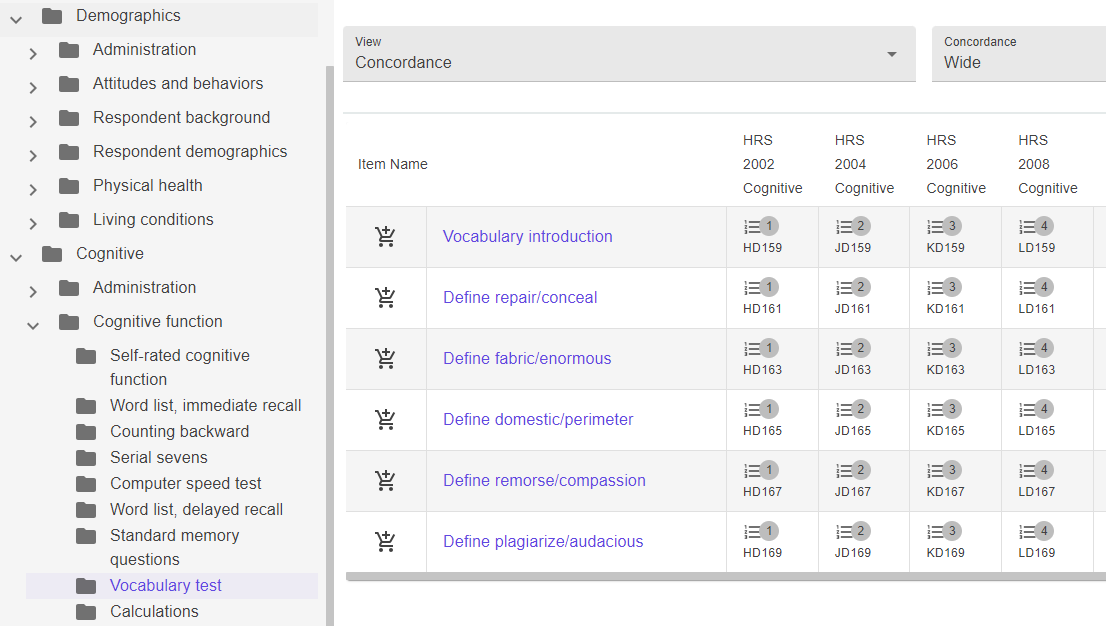 Demographics
Administration
Attitudes and behaviors
Respondent background
Respondent demographics
Physical health
Living conditions
Cognitive
Administration
Cognitive function
Self-rated cognitive
function
Word list, immediate recall
Counting backward
Serial sevens
Computer speed test
Word list, delayed recall
Standard memory
questions
Vocabulary test
Calculations
View
Concordance
Concordance
Wide
Item Name
HRS 2002 Cognitive
HRS 2004 Cognitive
HRS 2006 Cognitive
HRS 2008 Cognitive
Vocabulary introduction
1 2 3 4
HD159 JD159 KD159 LD159
Define repair/conceal
1 2 3 4
HD161 JD161 KD161 LD161
Define fabric/enormous
1 2 3 4
HD163 JD163 KD163 LD163
Define domestic/perimeter
1 2 3 4
HD165 JD165 KD165 LD165
Define remorse/compassion
1 2 3 4
HD167 JD167 KD167 LD167
Define plagiarize/audacious
1 2 3 4
HD169 JD169 KD169 LD169